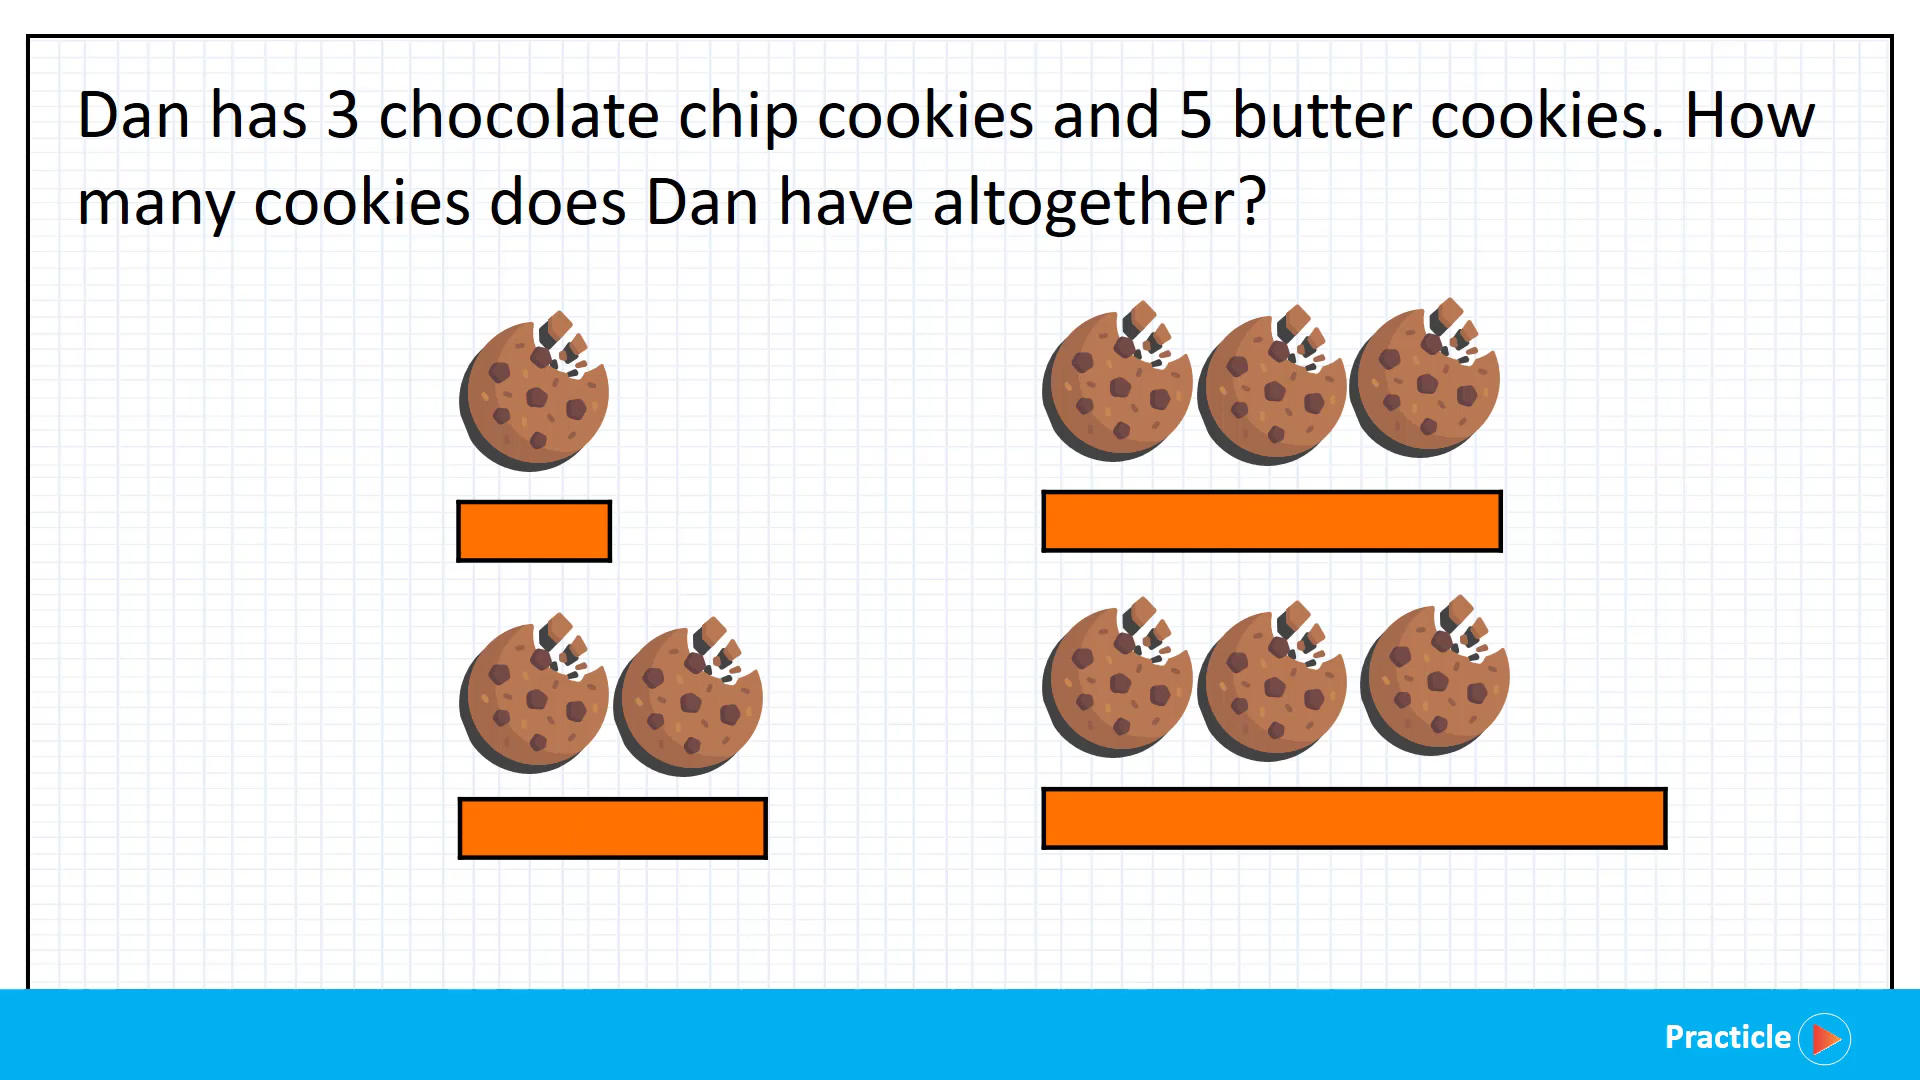 Dan has 3 chocolate chip cookies and 5 butter cookies. How
many cookies does Dan have altogether?
Practicle